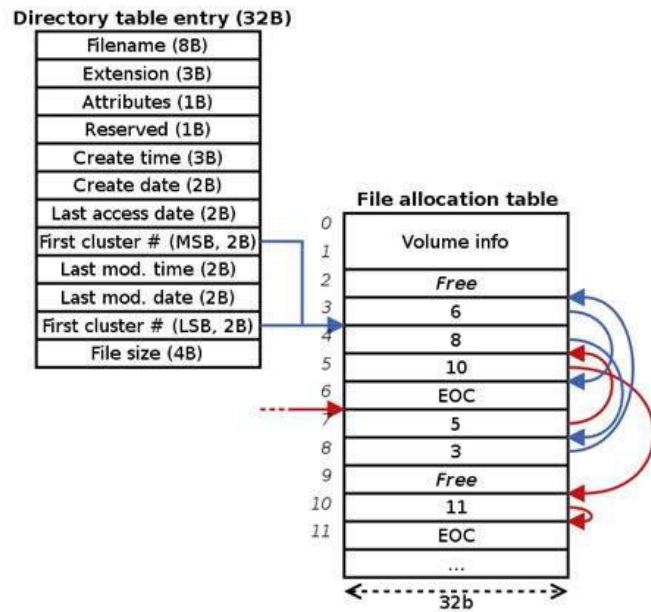 Directory table entry (32B)
Filename (8B)
Extension (3B)
Attributes (1B)
Reserved (1B)
Create time (3B)
Create date (2B)
Last access date (2B)
First cluster # (MSB, 2B)
Last mod. time (2B)
Last mod. date (2B)
First cluster # (LSB, 2B)
File size (4B)
File allocation table
0
Volume info
1
2
Free
3
6
4
8
5
10
6
EOC
7
5
8
3
9
Free
10
11
11
EOC
...
32b